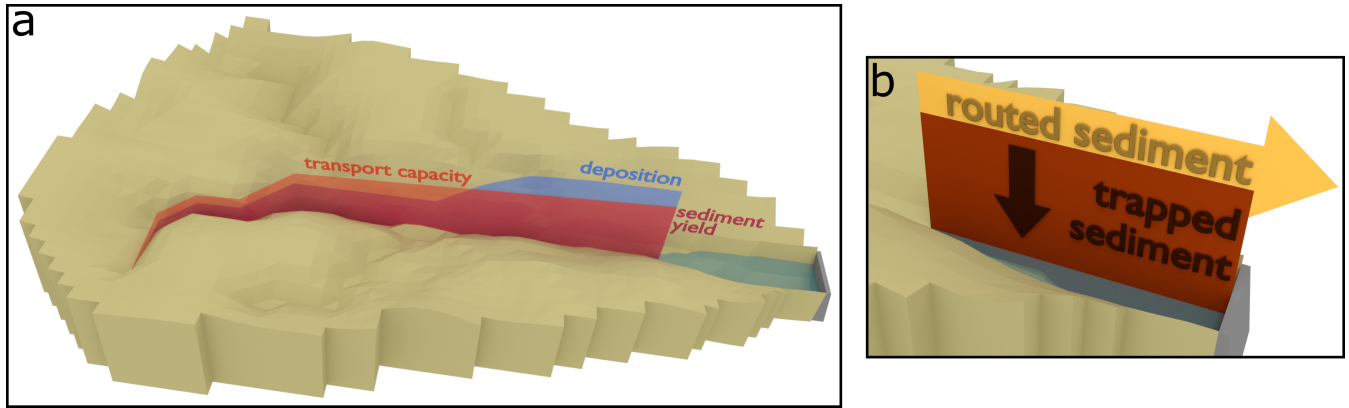 a
transport capacity
deposition
sediment
yield
b
routed sediment
trapped
sediment